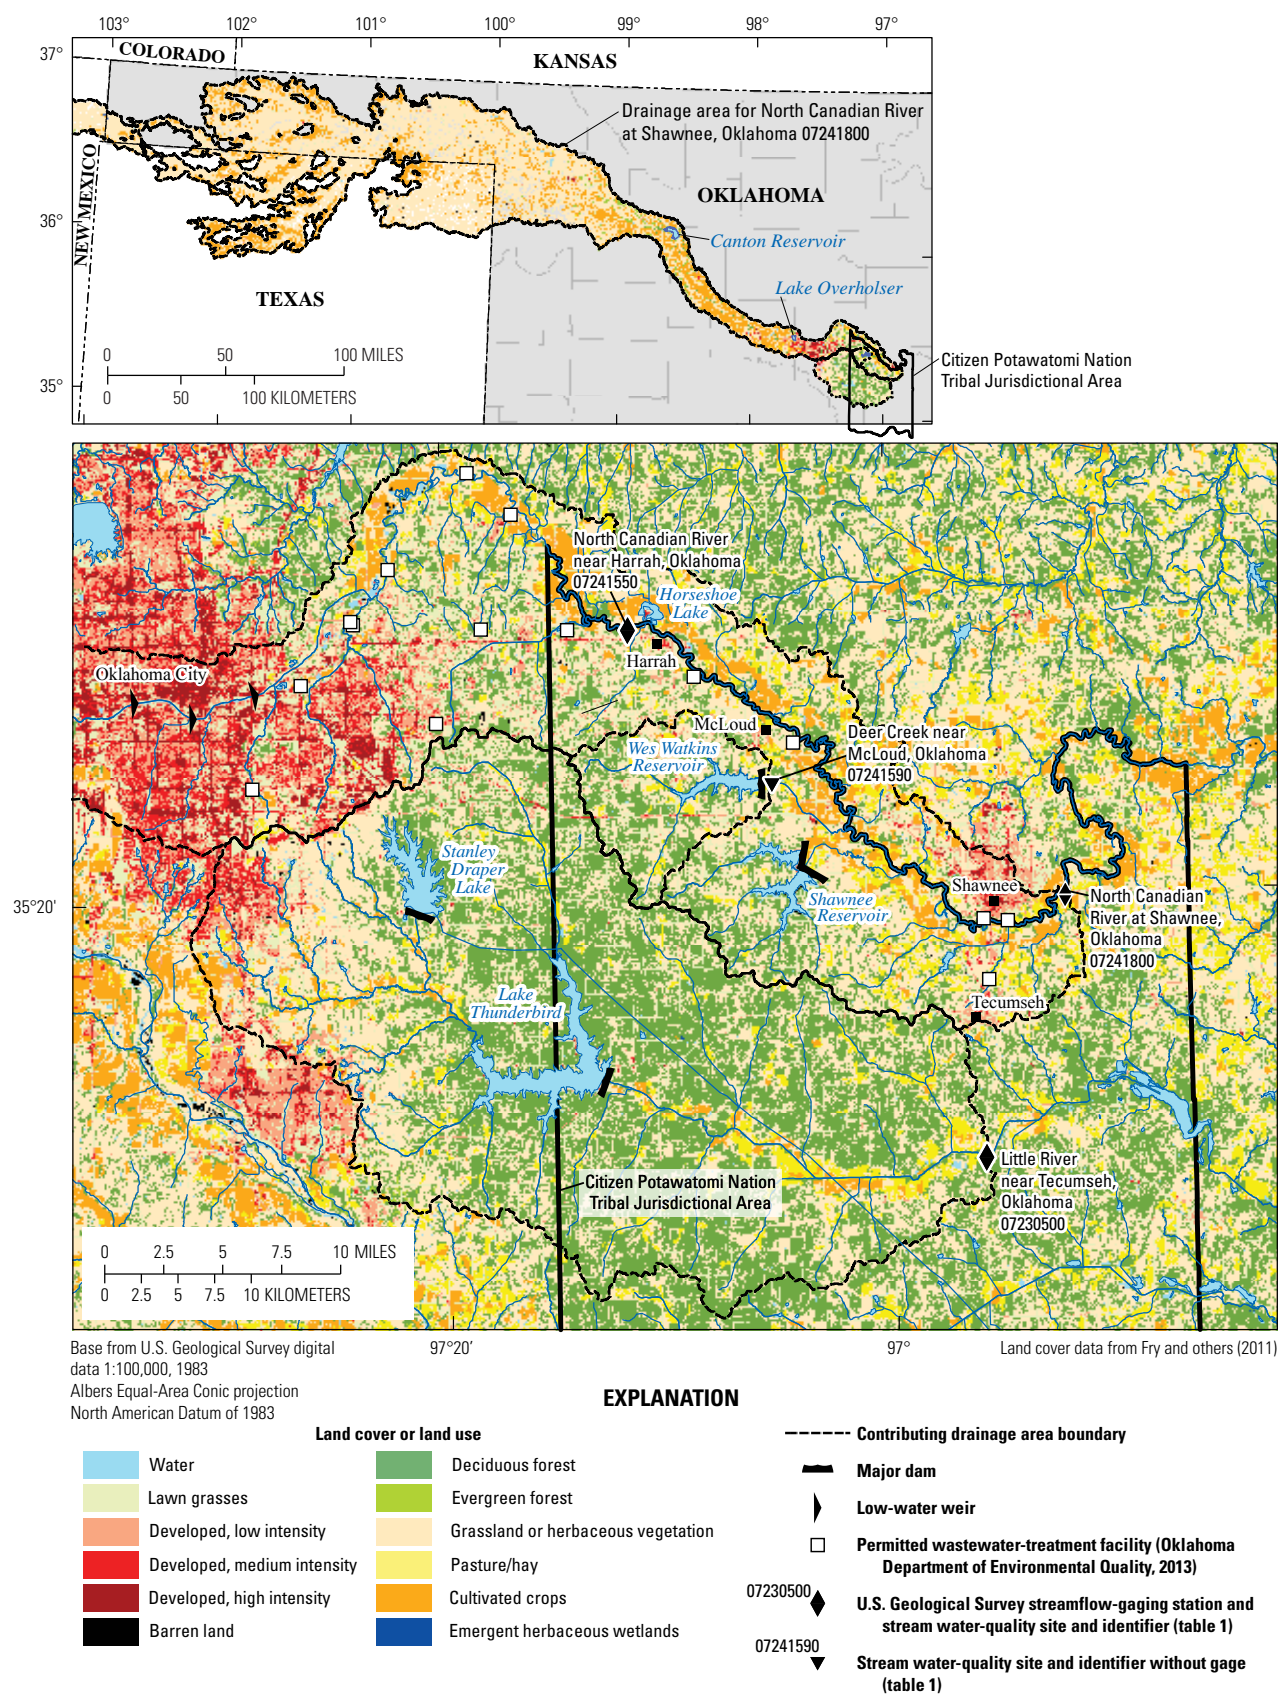 103°
102°
101°
100°
99°
98°
97°
37°
COLORADO
KANSAS
Drainage area for North Canadian River
at Shawnee, Oklahoma 07241800
NEW MEXICO
OKLAHOMA
36°
Canton Reservoir
TEXAS
Lake Overholser
0 50 100 MILES
0 50 100 KILOMETERS
35°
Citizen Potawatomi Nation
Tribal Jurisdictional Area
North Canadian River
near Harrah, Oklahoma
07241550
Horseshoe
Lake
Harrah
Oklahoma City
McLoud
Deer Creek near
McLoud, Oklahoma
07241590
Wes Watkins
Reservoir
Stanley
Draper
Lake
Shawnee
Shawnee
Reservoir
35°20'
North Canadian
River at Shawnee,
Oklahoma
07241800
Lake
Thunderbird
Tecumseh
Little River
near Tecumseh,
Oklahoma
07230500
Citizen Potawatomi Nation
Tribal Jurisdictional Area
0 2.5 5 7.5 10 MILES
0 2.5 5 7.5 10 KILOMETERS
Base from U.S. Geological Survey digital
data 1:100,000, 1983
Albers Equal-Area Conic projection
North American Datum of 1983
97°20'
97°
Land cover data from Fry and others (2011)
EXPLANATION
Land cover or land use
Water
Lawn grasses
Developed, low intensity
Developed, medium intensity
Developed, high intensity
Barren land
Deciduous forest
Evergreen forest
Grassland or herbaceous vegetation
Pasture/hay
Cultivated crops
Emergent herbaceous wetlands
Contributing drainage area boundary
Major dam
Low-water weir
Permitted wastewater-treatment facility (Oklahoma
Department of Environmental Quality, 2013)
07230500
U.S. Geological Survey streamflow-gaging station and
stream water-quality site and identifier (table 1)
07241590
Stream water-quality site and identifier without gage
(table 1)